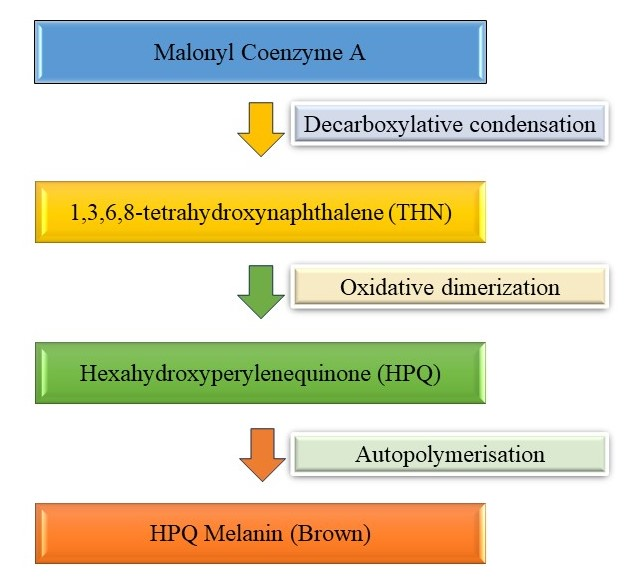 Malonyl Coenzyme A
Decarboxylative condensation
1,3,6,8-tetrahydroxynaphthalene (THN)
Oxidative dimerization
Hexahydroxyperylenequinone (HPQ)
Autopolymerisation
HPQ Melanin (Brown)